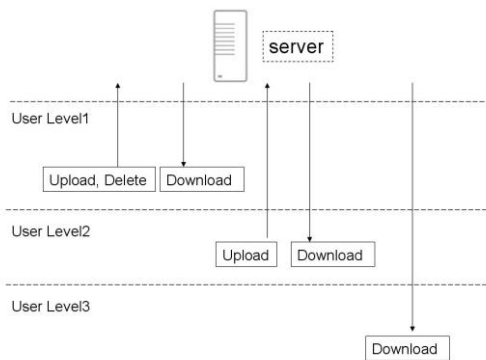 server
User Level1
Upload, Delete
Download
User Level2
Upload
Download
User Level3
Download